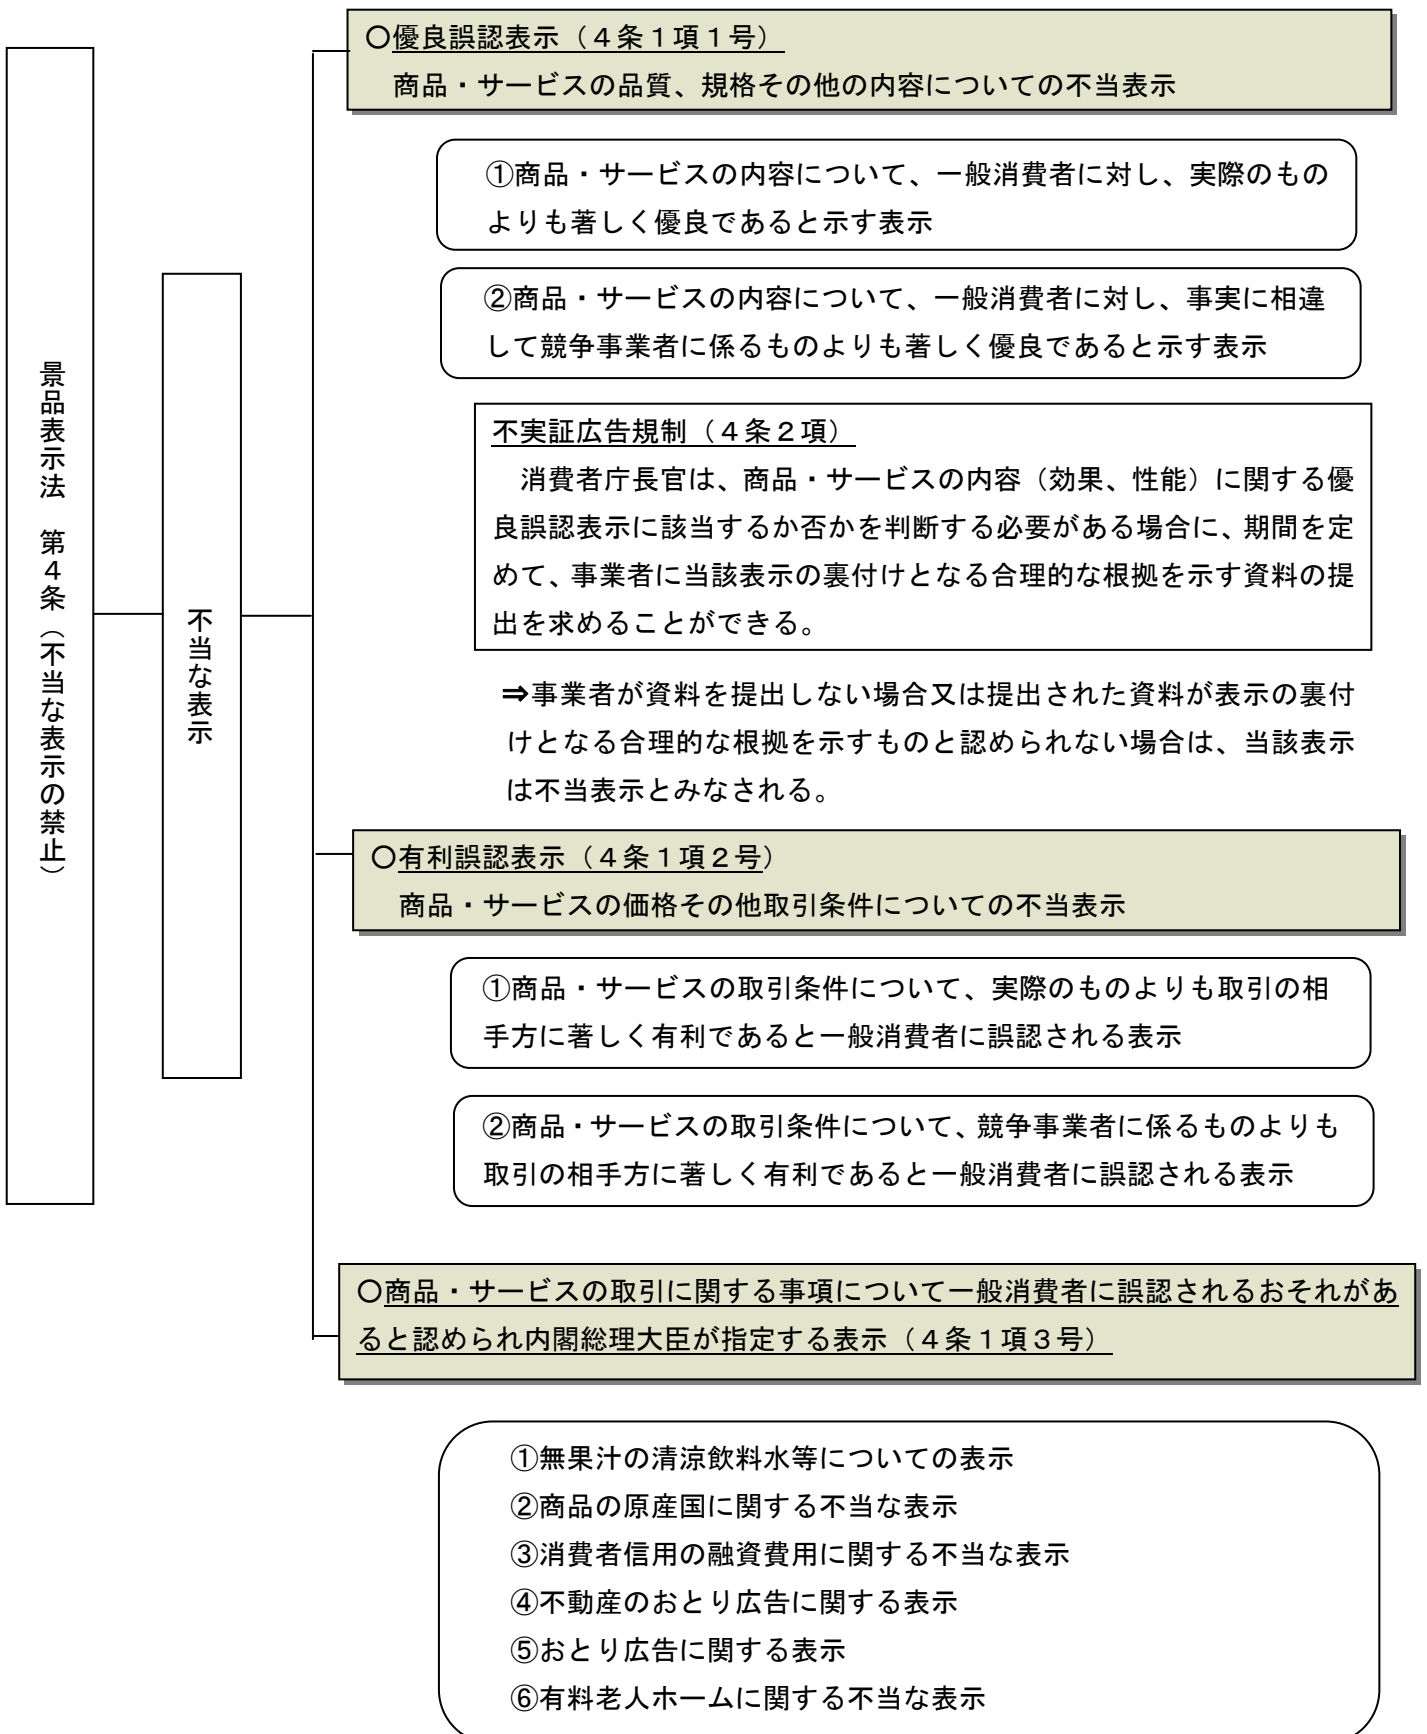 景品表示法　第４条（不当な表示の禁止）
不当な表示
○優良誤認表示（４条１項１号）
商品・サービスの品質、規格その他の内容についての不当表示
①商品・サービスの内容について、一般消費者に対し、実際のもの
よりも著しく優良であると示す表示
②商品・サービスの内容について、一般消費者に対し、事実に相違
して競争事業者に係るものよりも著しく優良であると示す表示
不実証広告規制（４条２項）
消費者庁長官は、商品・サービスの内容（効果、性能）に関する優
良誤認表示に該当するか否かを判断する必要がある場合に、期間を定
めて、事業者に当該表示の裏付けとなる合理的な根拠を示す資料の提
出を求めることができる。
⇒事業者が資料を提出しない場合又は提出された資料が表示の裏付
けとなる合理的な根拠を示すものと認められない場合は、当該表示
は不当表示とみなされる。
○有利誤認表示（４条１項２号）
商品・サービスの価格その他取引条件についての不当表示
①商品・サービスの取引条件について、実際のものよりも取引の相
手方に著しく有利であると一般消費者に誤認される表示
②商品・サービスの取引条件について、競争事業者に係るものよりも
取引の相手方に著しく有利であると一般消費者に誤認される表示
○商品・サービスの取引に関する事項について一般消費者に誤認されるおそれがあ
ると認められ内閣総理大臣が指定する表示（４条１項３号）
①無果汁の清涼飲料水等についての表示
②商品の原産国に関する不当な表示
③消費者信用の融資費用に関する不当な表示
④不動産のおとり広告に関する表示
⑤おとり広告に関する表示
⑥有料老人ホームに関する不当な表示